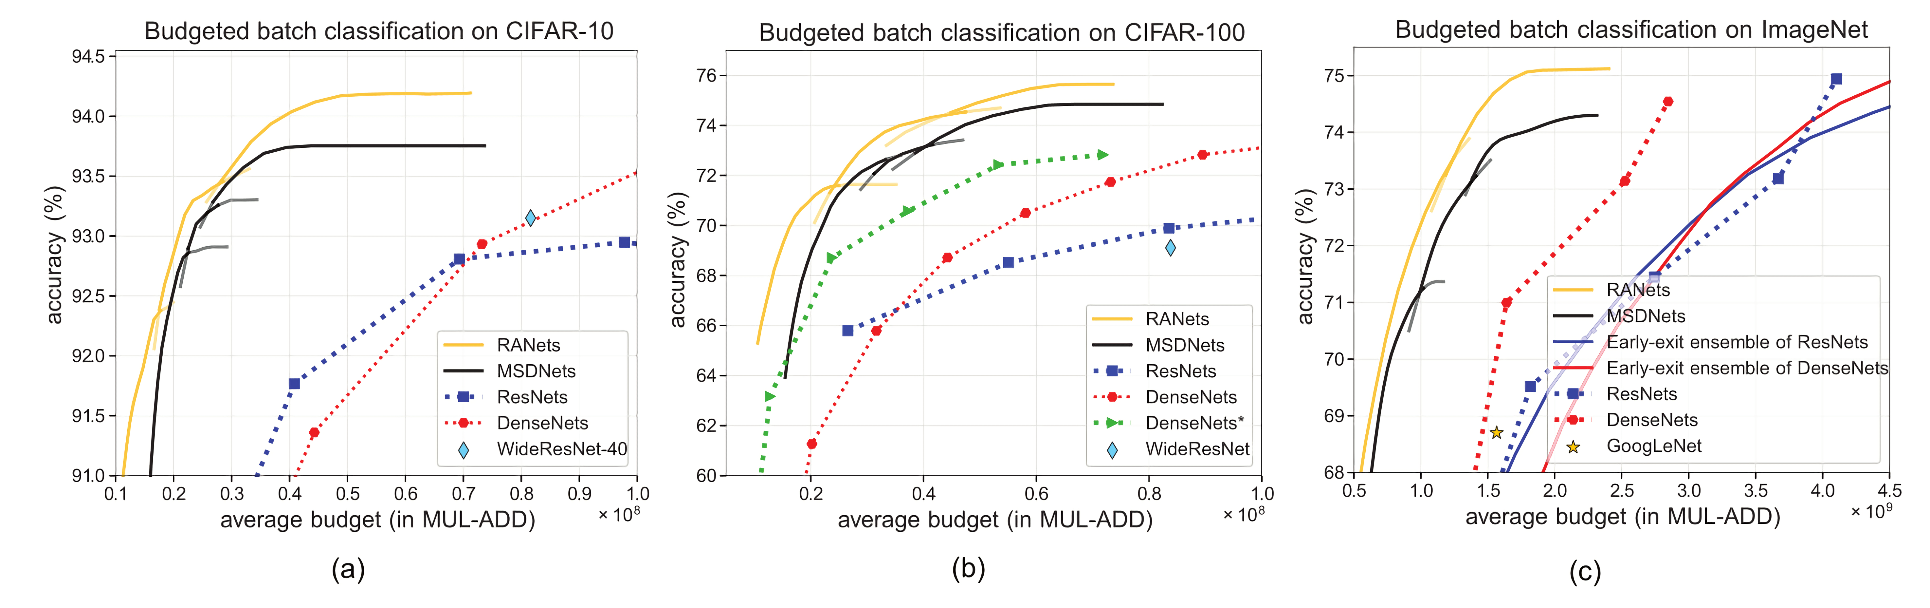 Budgeted batch classification on CIFAR-10
accuracy (%)
94.5
94.0
93.5
93.0
92.5
92.0
91.5
91.0
0.1 0.2 0.3 0.4 0.5 0.6 0.7 0.8 0.9 1.0
average budget (in MUL-ADD)
× 10⁸
RANets
MSDNets
ResNets
DenseNets
WideResNet-40
(a)
Budgeted batch classification on CIFAR-100
accuracy (%)
76
74
72
70
68
66
64
62
60
0.2 0.4 0.6 0.8 1.0
average budget (in MUL-ADD)
× 10⁸
RANets
MSDNets
ResNets
DenseNets
DenseNets*
WideResNet
(b)
Budgeted batch classification on ImageNet
accuracy (%)
75
74
73
72
71
70
69
68
0.5 1.0 1.5 2.0 2.5 3.0 3.5 4.0 4.5
average budget (in MUL-ADD)
× 10⁹
RANets
MSDNets
Early-exit ensemble of ResNets
Early-exit ensemble of DenseNets
ResNets
DenseNets
GoogLeNet
(c)